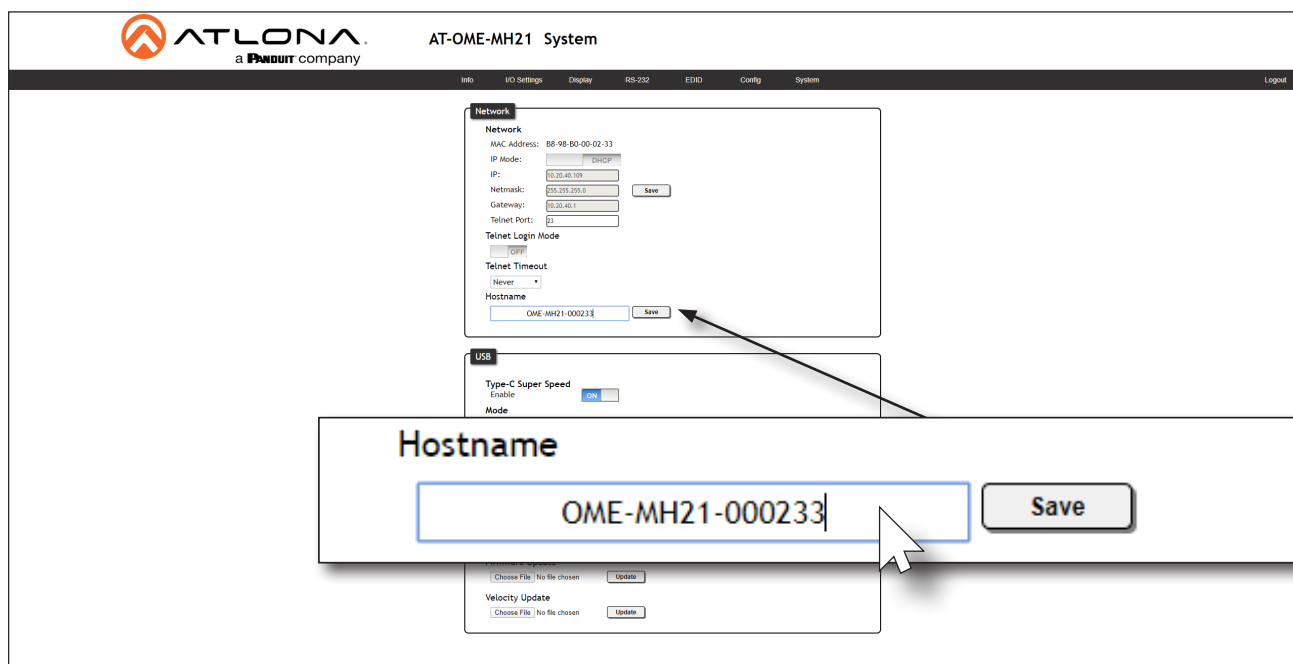 ATLONA.
a PANDUIT company
AT-OME-MH21 System
Info I/O Settings Display RS-232 EDID Config System Logout
Network
Network
MAC Address: B8-98-B0-00-02-33
IP Mode: DHCP
IP: 10.20.40.109
Netmask: 255.255.255.0 Save
Gateway: 10.20.40.1
Telnet Port: 23
Telnet Login Mode
OFF
Telnet Timeout
Never
Hostname
OME-MH21-000233 Save
USB
Type-C Super Speed
Enable ON
Mode
Hostname
OME-MH21-000233 Save
Choose File No file chosen Update
Velocity Update
Choose File No file chosen Update